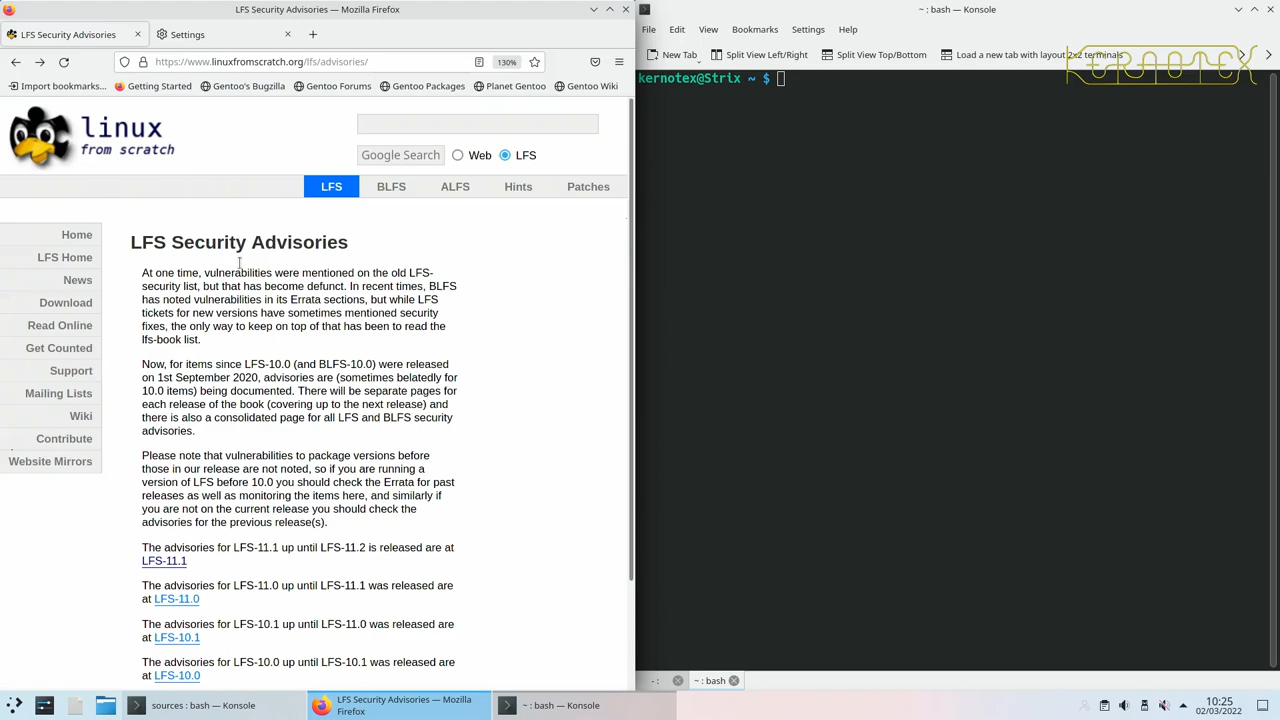 LFS Security Advisories — Mozilla Firefox
LFS Security Advisories
Settings
https://www.linuxfromscratch.org/lfs/advisories/
130%
Import bookmarks...
Getting Started
Gentoo's Bugzilla
Gentoo Forums
Gentoo Packages
Planet Gentoo
Gentoo Wiki
linux
from scratch
Google Search
Web
LFS
LFS
BLFS
ALFS
Hints
Patches
Home
LFS Home
News
Download
Read Online
Get Counted
Support
Mailing Lists
Wiki
Contribute
Website Mirrors
LFS Security Advisories
At one time, vulnerabilities were mentioned on the old LFS-
security list, but that has become defunct. In recent times, BLFS
has noted vulnerabilities in its Errata sections, but while LFS
tickets for new versions have sometimes mentioned security
fixes, the only way to keep on top of that has been to read the
lfs-book list.
Now, for items since LFS-10.0 (and BLFS-10.0) were released
on 1st September 2020, advisories are (sometimes belatedly for
10.0 items) being documented. There will be separate pages for
each release of the book (covering up to the next release) and
there is also a consolidated page for all LFS and BLFS security
advisories.
Please note that vulnerabilities to package versions before
those in our release are not noted, so if you are running a
version of LFS before 10.0 you should check the Errata for past
releases as well as monitoring the items here, and similarly if
you are not on the current release you should check the
advisories for the previous release(s).
The advisories for LFS-11.1 up until LFS-11.2 is released are at
LFS-11.1
The advisories for LFS-11.0 up until LFS-11.1 was released are
at LFS-11.0
The advisories for LFS-10.1 up until LFS-11.0 was released are
at LFS-10.1
The advisories for LFS-10.0 up until LFS-10.1 was released are
at LFS-10.0
~ : bash — Konsole
File
Edit
View
Bookmarks
Settings
Help
New Tab
Split View Left/Right
Split View Top/Bottom
Load a new tab with layout 2x2 terminals
KERNOTEX
kernotex@Strix ~ $
- :
~ : bash
sources : bash — Konsole
LFS Security Advisories — Mozilla
Firefox
~ : bash — Konsole
10:25
02/03/2022